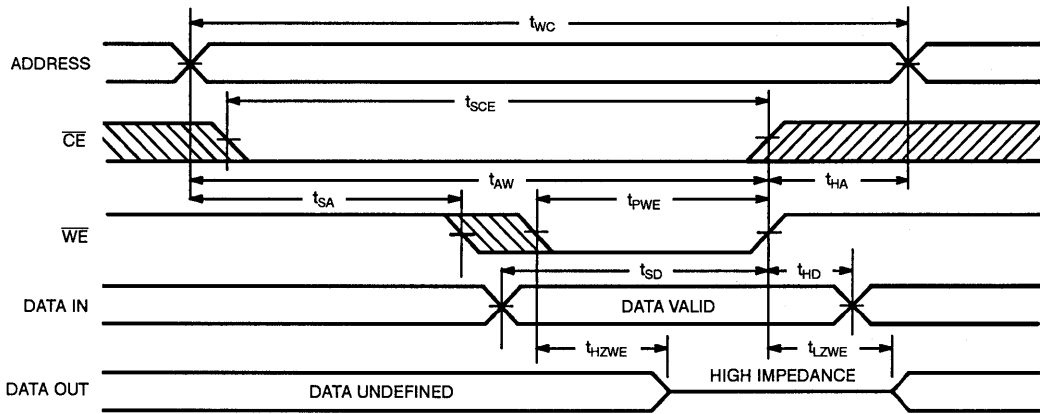 tWC
ADDRESS
tSCE
CE
tAW
tHA
tSA
tPWE
WE
tSD
tHD
DATA IN
DATA VALID
tHZWE
tLZWE
HIGH IMPEDANCE
DATA OUT
DATA UNDEFINED